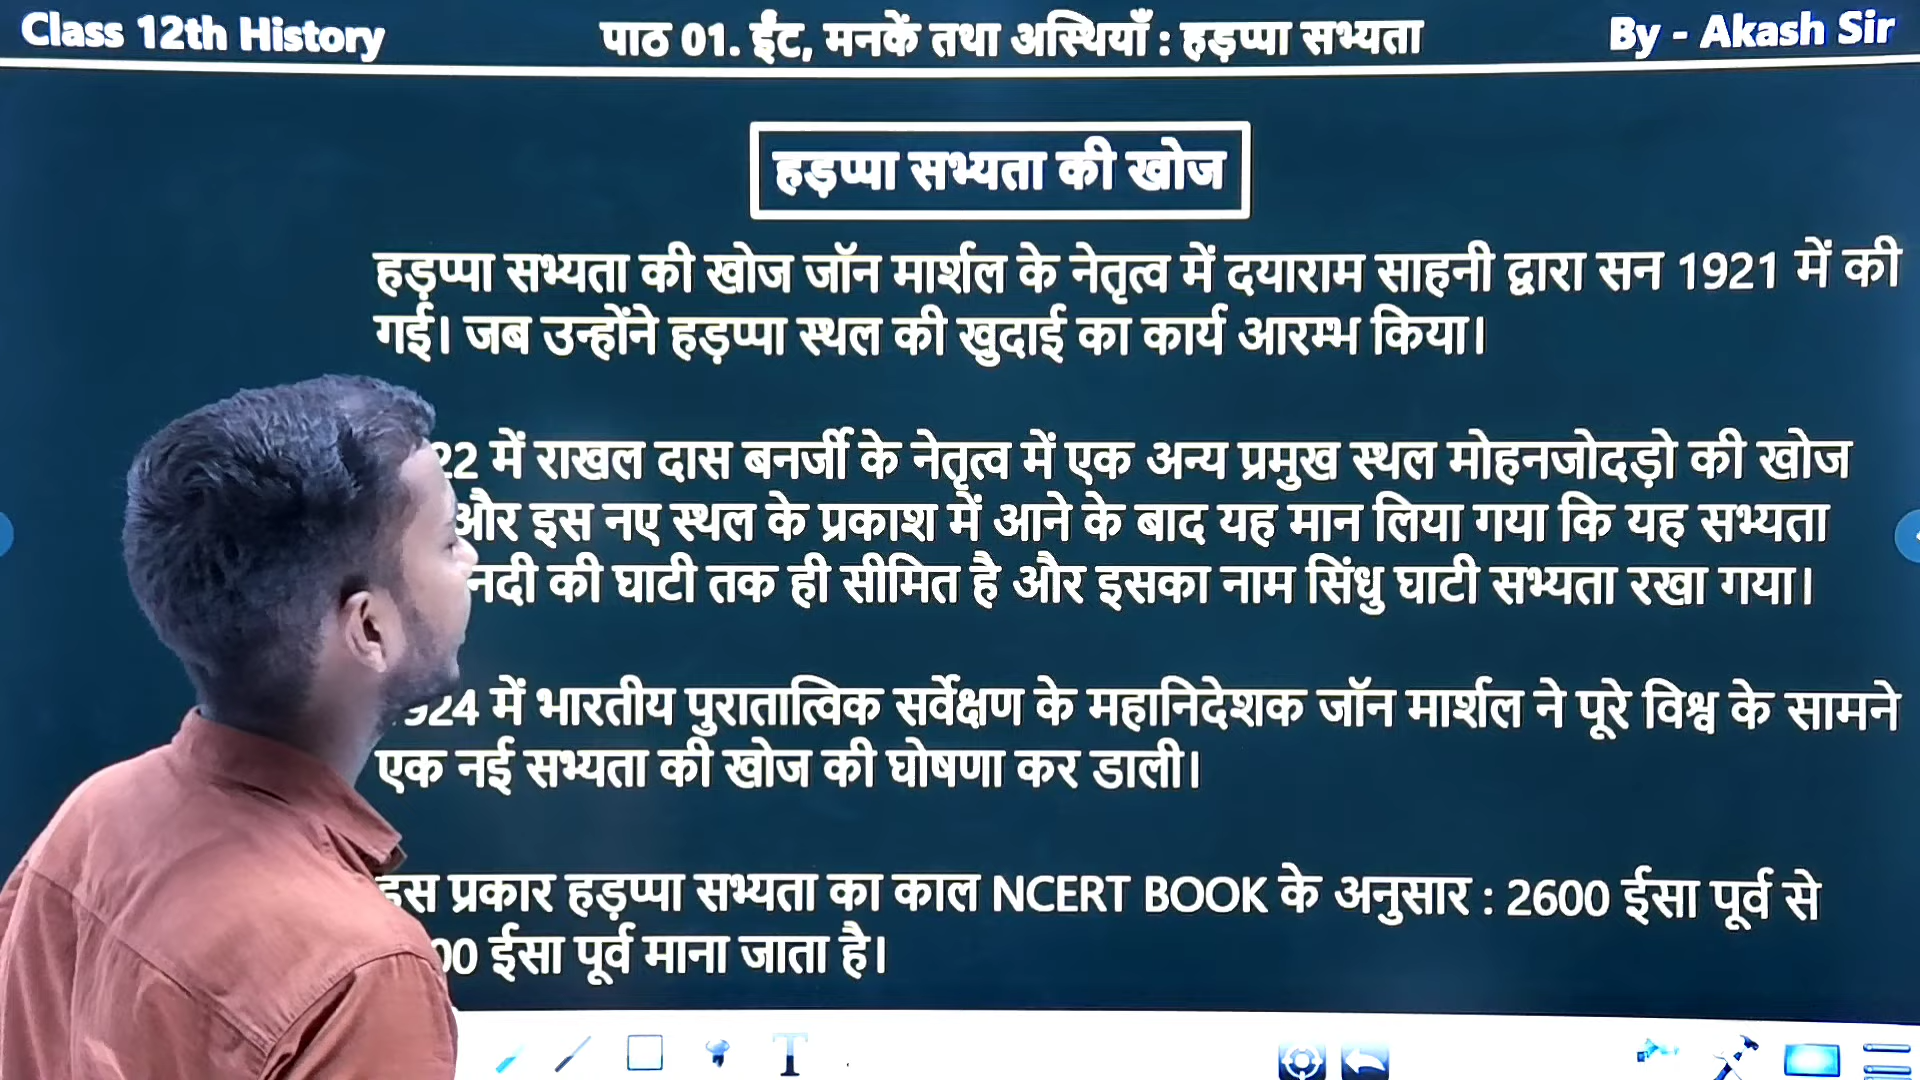 Class 12th History
पाठ 01. ईंट, मनकें तथा अस्थियाँ : हड़प्पा सभ्यता
By - Akash Sir
हड़प्पा सभ्यता की खोज
हड़प्पा सभ्यता की खोज जॉन मार्शल के नेतृत्व में दयाराम साहनी द्वारा सन 1921 में की
गई। जब उन्होंने हड़प्पा स्थल की खुदाई का कार्य आरम्भ किया।
22 में राखल दास बनर्जी के नेतृत्व में एक अन्य प्रमुख स्थल मोहनजोदड़ो की खोज
और इस नए स्थल के प्रकाश में आने के बाद यह मान लिया गया कि यह सभ्यता
नदी की घाटी तक ही सीमित है और इसका नाम सिंधु घाटी सभ्यता रखा गया।
924 में भारतीय पुरातात्विक सर्वेक्षण के महानिदेशक जॉन मार्शल ने पूरे विश्व के सामने
एक नई सभ्यता की खोज की घोषणा कर डाली।
इस प्रकार हड़प्पा सभ्यता का काल NCERT BOOK के अनुसार : 2600 ईसा पूर्व से
00 ईसा पूर्व माना जाता है।
T